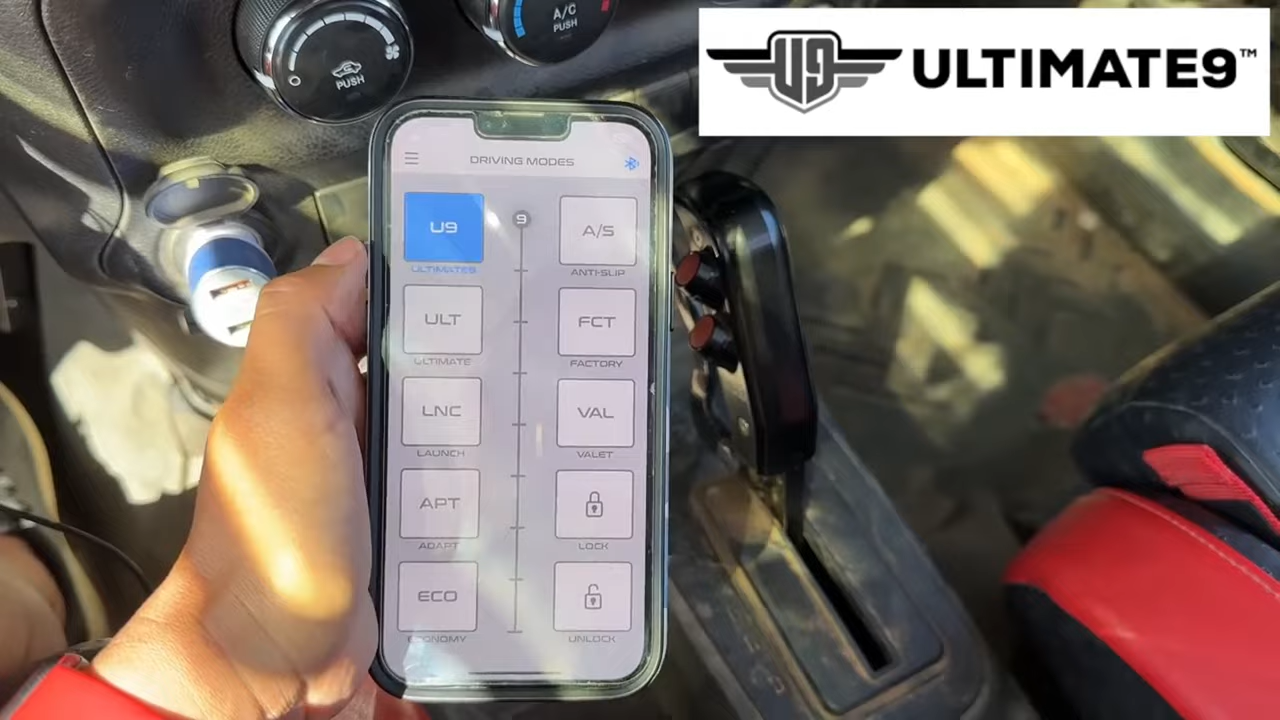 A/C
PUSH
PUSH
U9
ULTIMATE9™
DRIVING MODES
U9
9
A/S
ULTIMATE9
ANTI-SLIP
ULT
FCT
ULTIMATE
FACTORY
LNC
VAL
LAUNCH
VALET
APT
ADAPT
LOCK
ECO
ECONOMY
UNLOCK